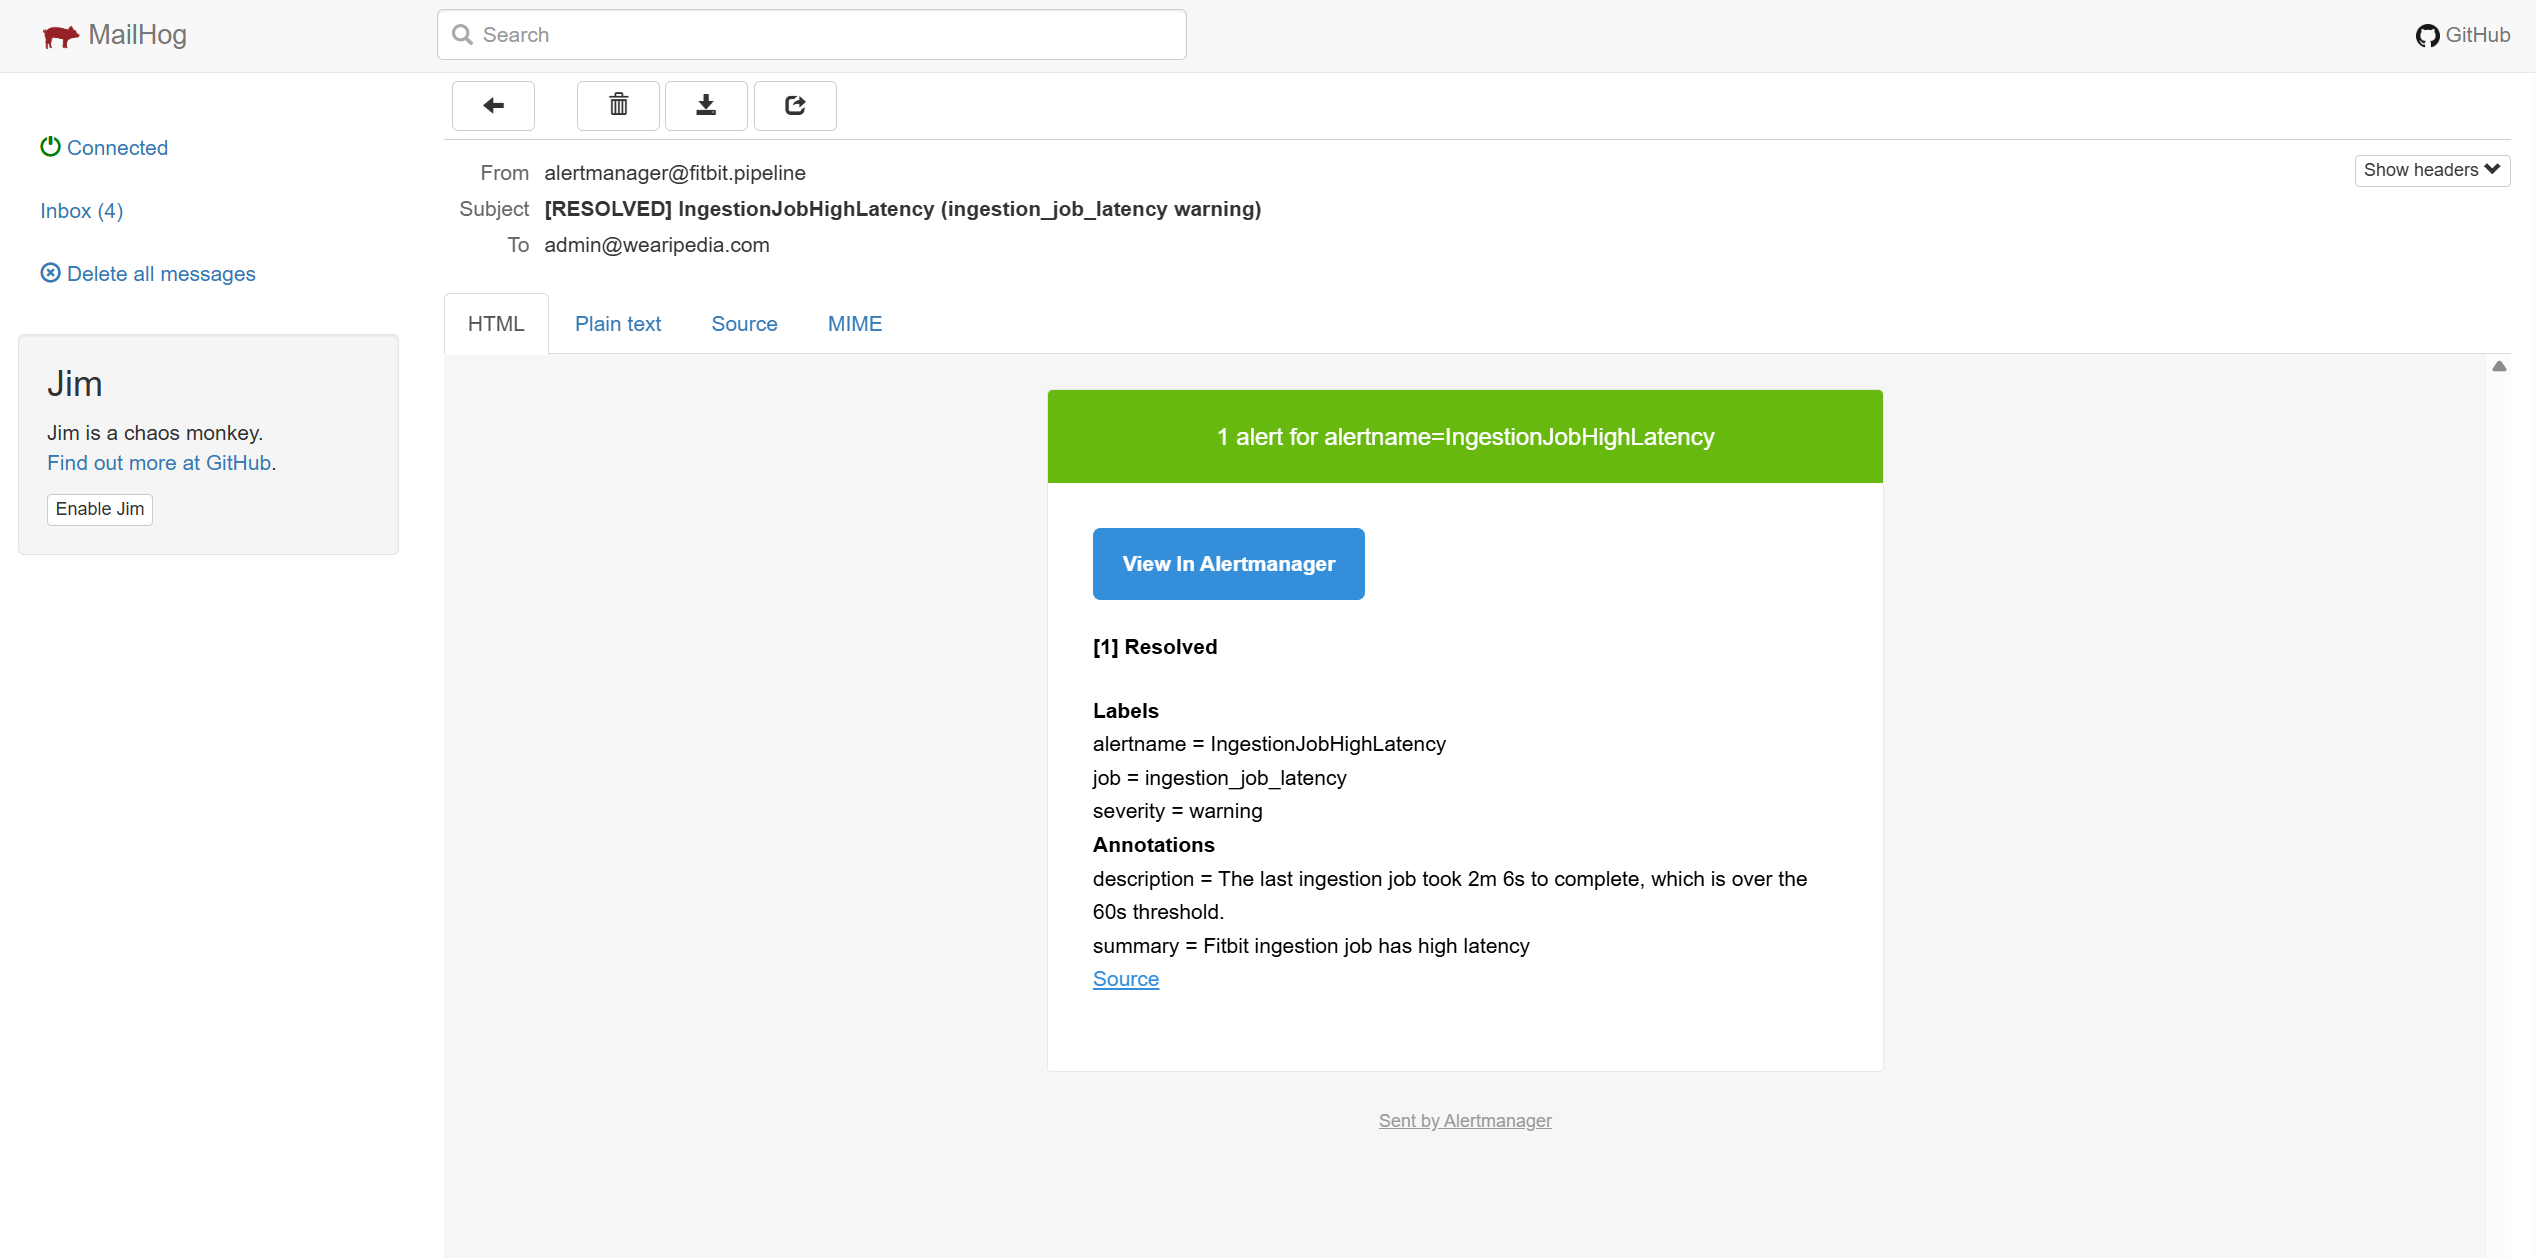 MailHog
Search
GitHub
Connected
Inbox (4)
Delete all messages
Jim
Jim is a chaos monkey.
Find out more at GitHub.
Enable Jim
From alertmanager@fitbit.pipeline
Show headers
Subject [RESOLVED] IngestionJobHighLatency (ingestion_job_latency warning)
To admin@wearipedia.com
HTML Plain text Source MIME
1 alert for alertname=IngestionJobHighLatency
View In Alertmanager
[1] Resolved
Labels
alertname = IngestionJobHighLatency
job = ingestion_job_latency
severity = warning
Annotations
description = The last ingestion job took 2m 6s to complete, which is over the
60s threshold.
summary = Fitbit ingestion job has high latency
Source
Sent by Alertmanager